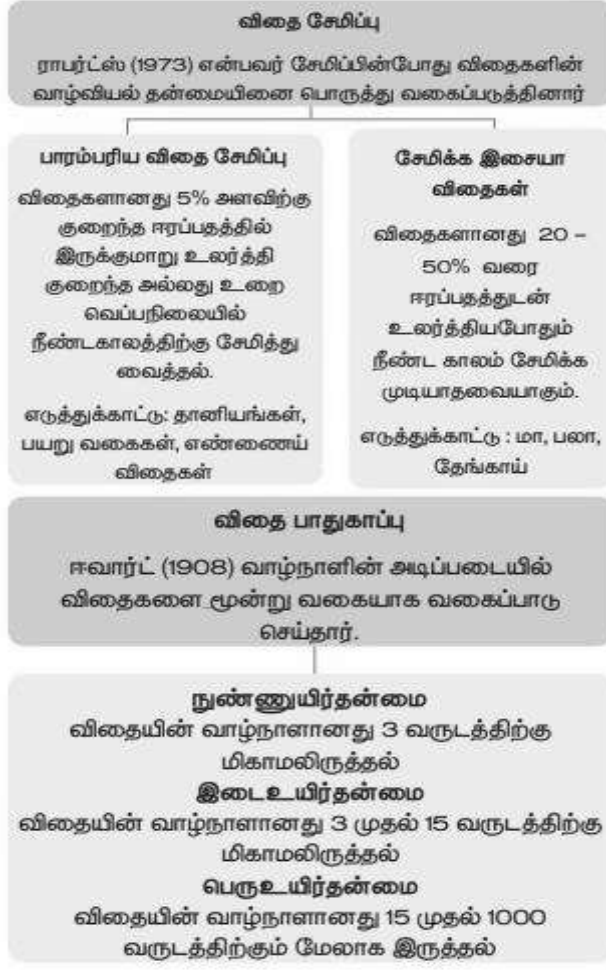 விதை சேமிப்பு
ராபர்ட்ஸ் (1973) என்பவர் சேமிப்பின்போது விதைகளின்
வாழ்வியல் தன்மையினை பொருத்து வகைப்படுத்தினார்
பாரம்பரிய விதை சேமிப்பு
விதைகளானது 5% அளவிற்கு
குறைந்த ஈரப்பதத்தில்
இருக்குமாறு உலர்த்தி
குறைந்த அல்லது உறை
வெப்பநிலையில்
நீண்டகாலத்திற்கு சேமித்து
வைத்தல்.
எடுத்துக்காட்டு: தானியங்கள்,
பயறு வகைகள், எண்ணைய்
விதைகள்
சேமிக்க இசையா
விதைகள்
விதைகளானது 20 –
50% வரை
ஈரப்பதத்துடன்
உலர்த்தியபோதும்
நீண்ட காலம் சேமிக்க
முடியாதவையாகும்.
எடுத்துக்காட்டு : மா, பலா,
தேங்காய்
விதை பாதுகாப்பு
ஈவார்ட் (1908) வாழ்நாளின் அடிப்படையில்
விதைகளை மூன்று வகையாக வகைப்பாடு
செய்தார்.
நுண்ணுயிர்தன்மை
விதையின் வாழ்நாளானது 3 வருடத்திற்கு
மிகாமலிருத்தல்
இடைஉயிர்தன்மை
விதையின் வாழ்நாளானது 3 முதல் 15 வருடத்திற்கு
மிகாமலிருத்தல்
பெருஉயிர்தன்மை
விதையின் வாழ்நாளானது 15 முதல் 1000
வருடத்திற்கும் மேலாக இருத்தல்